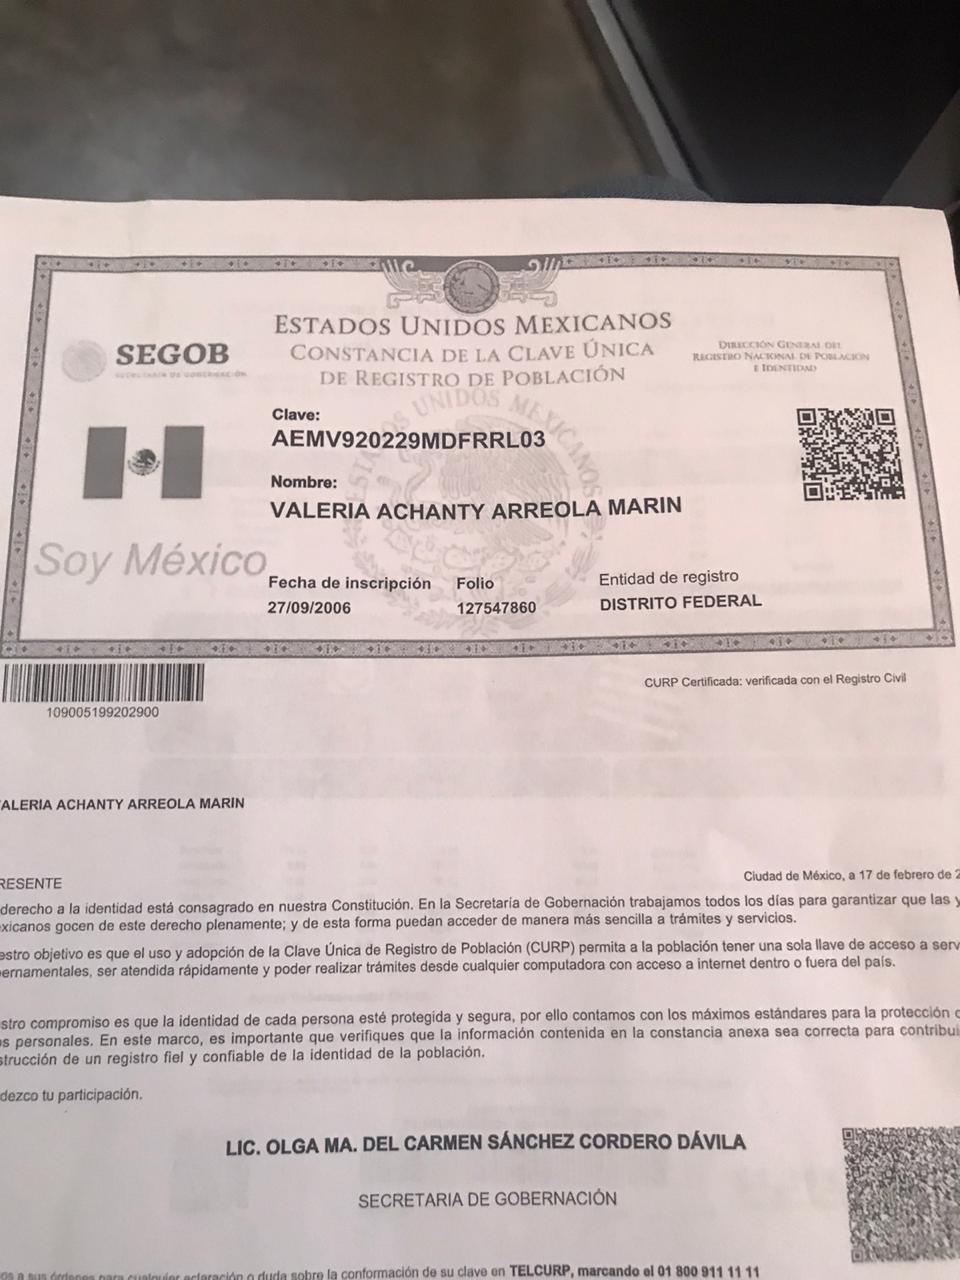 ESTADOS UNIDOS MEXICANOS
CONSTANCIA DE LA CLAVE ÚNICA
DE REGISTRO DE POBLACIÓN
SEGOB
SECRETARÍA DE GOBERNACIÓN
DIRECCIÓN GENERAL DEL
REGISTRO NACIONAL DE POBLACIÓN
E IDENTIDAD
ESTADOS UNIDOS MEXICANOS
Clave:
AEMV920229MDFRRL03
Nombre:
VALERIA ACHANTY ARREOLA MARIN
Soy México
Fecha de inscripción Folio Entidad de registro
27/09/2006 127547860 DISTRITO FEDERAL
109005199202900
CURP Certificada: verificada con el Registro Civil
ALERIA ACHANTY ARREOLA MARIN
RESENTE
Ciudad de México, a 17 de febrero de 2
derecho a la identidad está consagrado en nuestra Constitución. En la Secretaría de Gobernación trabajamos todos los días para garantizar que las y
exicanos gocen de este derecho plenamente; y de esta forma puedan acceder de manera más sencilla a trámites y servicios.
estro objetivo es que el uso y adopción de la Clave Única de Registro de Población (CURP) permita a la población tener una sola llave de acceso a serv
ernamentales, ser atendida rápidamente y poder realizar trámites desde cualquier computadora con acceso a internet dentro o fuera del país.
stro compromiso es que la identidad de cada persona esté protegida y segura, por ello contamos con los máximos estándares para la protección d
os personales. En este marco, es importante que verifiques que la información contenida en la constancia anexa sea correcta para contribui
strucción de un registro fiel y confiable de la identidad de la población.
dezco tu participación.
LIC. OLGA MA. DEL CARMEN SÁNCHEZ CORDERO DÁVILA
SECRETARIA DE GOBERNACIÓN
os a sus órdenes para cualquier aclaración o duda sobre la conformación de su clave en TELCURP, marcando el 01 800 911 11 11